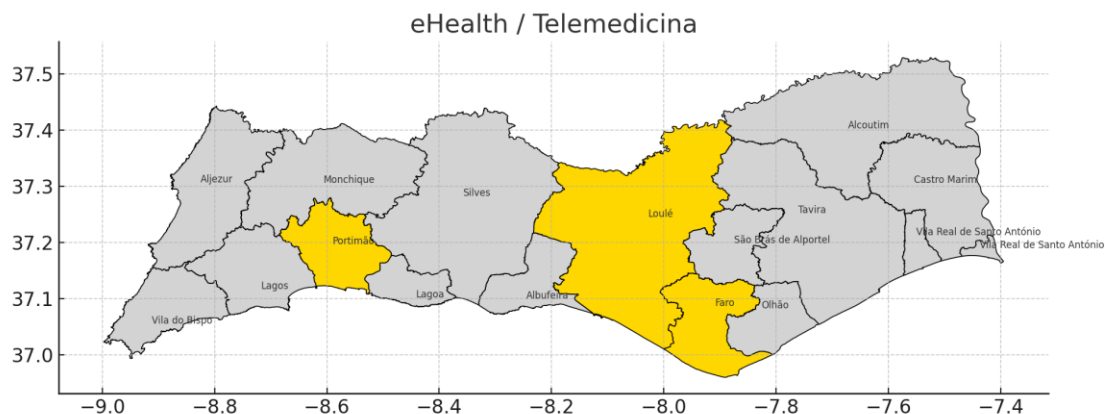 eHealth / Telemedicina
37.5
37.4
37.3
37.2
37.1
37.0
Alcoutim
Aljezur
Monchique
Castro Marim
Silves
Loulé
Tavira
Portimão
São Brás de Alportel
Vila Real de Santo António
Vila Real de Santo António
Lagos
Lagoa
Albufeira
Faro
Olhão
Vila do Bispo
−9.0
−8.8
−8.6
−8.4
−8.2
−8.0
−7.8
−7.6
−7.4